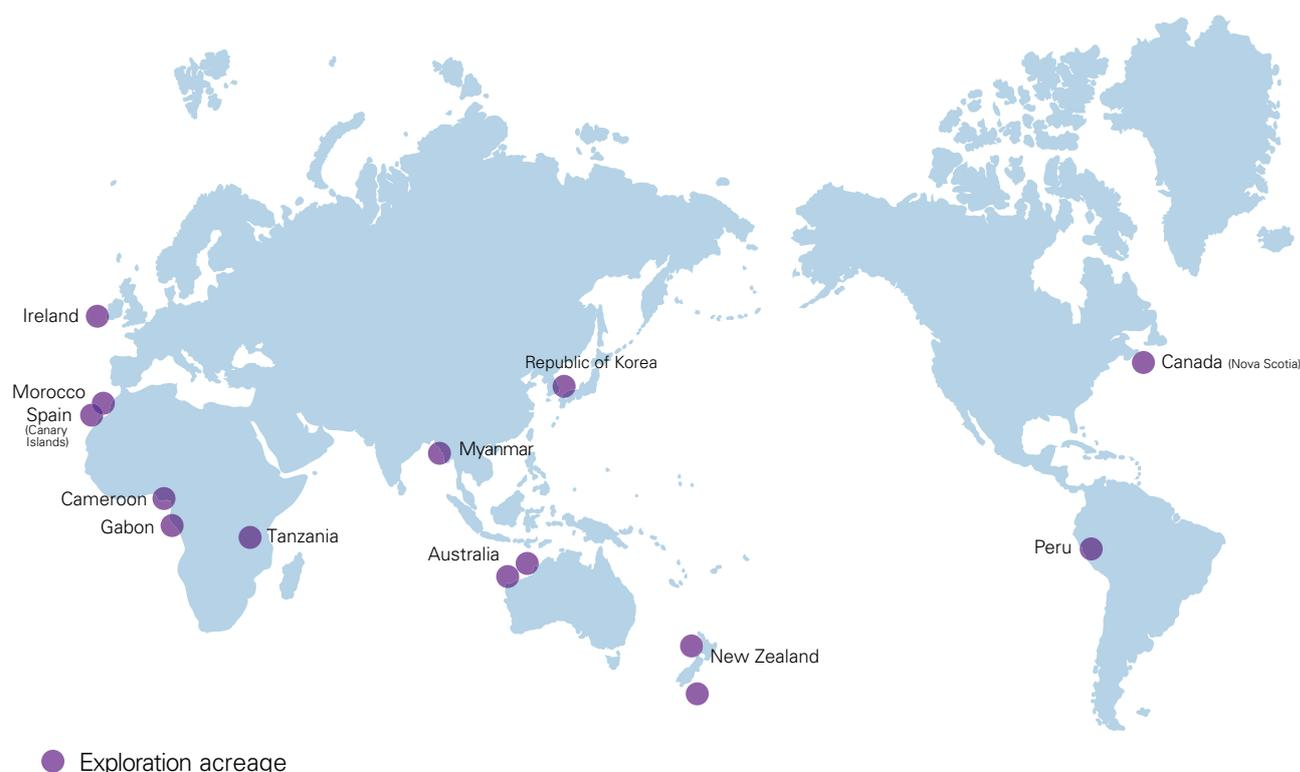 Ireland
Republic of Korea
Canada (Nova Scotia)
Morocco
Spain
(Canary
Islands)
Myanmar
Cameroon
Gabon
Tanzania
Australia
Peru
New Zealand
Exploration acreage